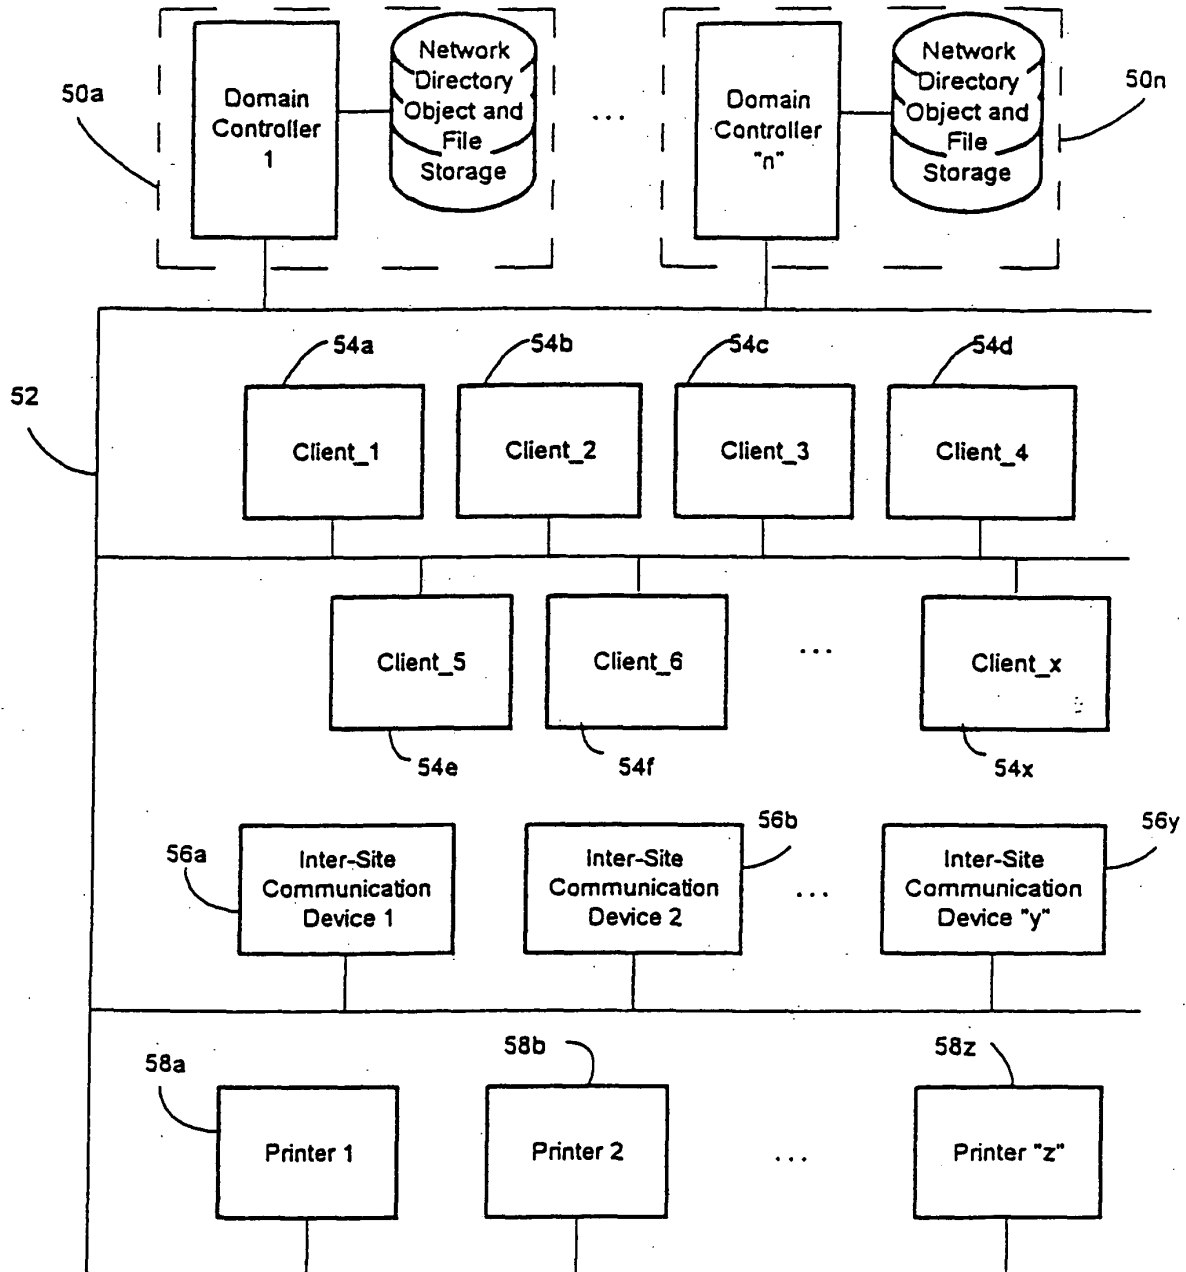 50a
Domain
Controller
1
Network
Directory
Object and
File
Storage
...
Domain
Controller
"n"
Network
Directory
Object and
File
Storage
50n
52
54a
54b
54c
54d
Client_1
Client_2
Client_3
Client_4
Client_5
Client_6
...
Client_x
54e
54f
54x
56a
Inter-Site
Communication
Device 1
56b
Inter-Site
Communication
Device 2
...
56y
Inter-Site
Communication
Device "y"
58a
58b
58z
Printer 1
Printer 2
...
Printer "z"